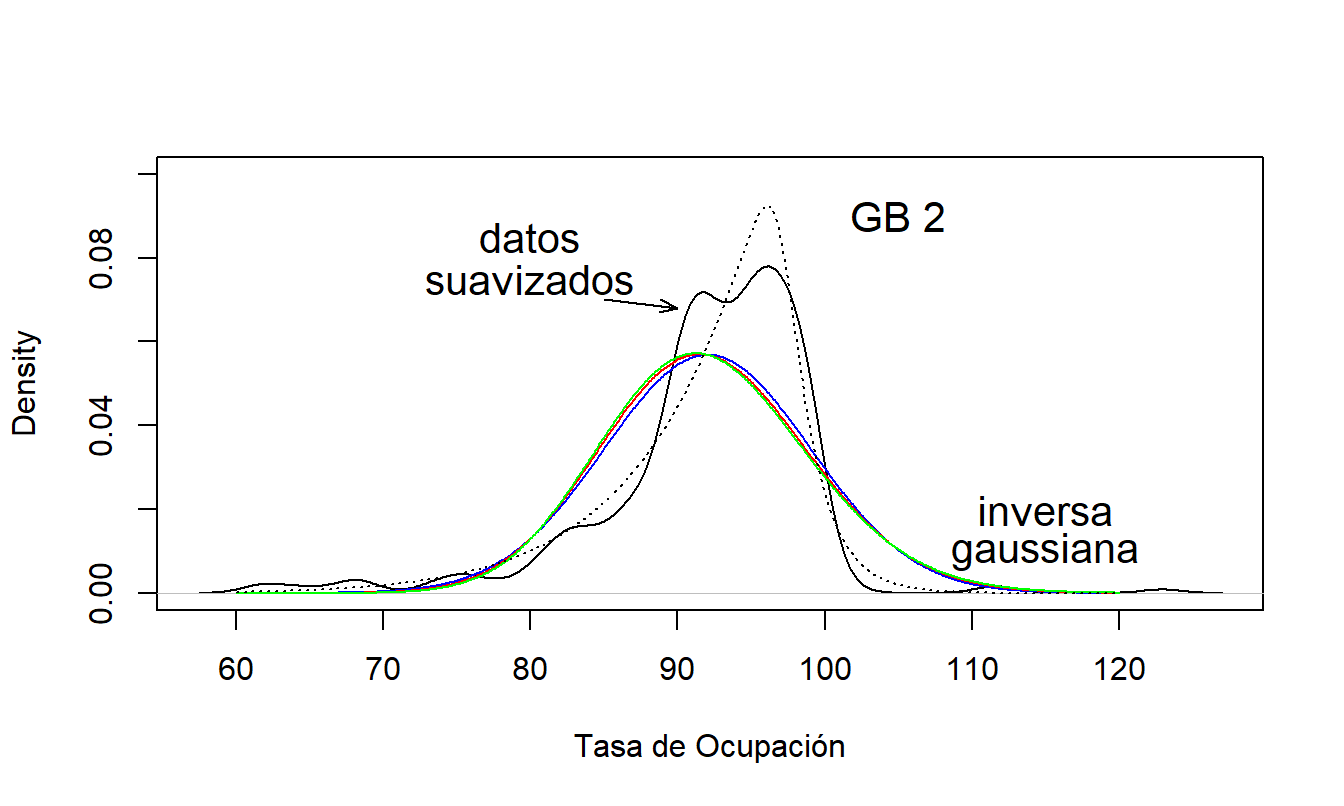 GB 2
datos
suavizados
inversa
gaussiana
Density
0.00
0.04
0.08
60
70
80
90
100
110
120
Tasa de Ocupación